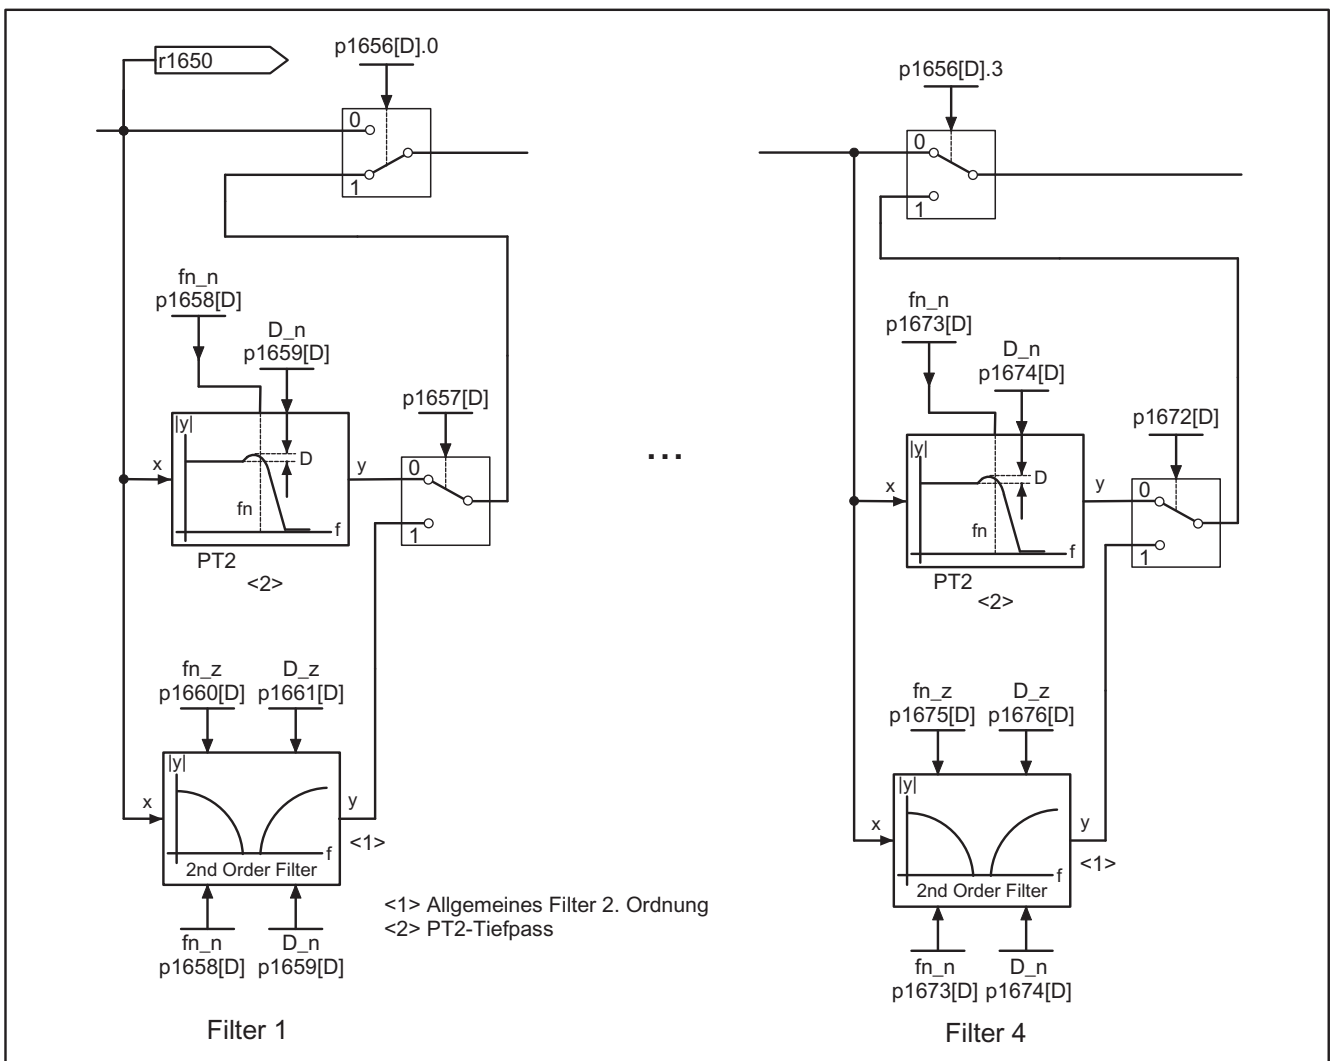 r1650
p1656[D].0
0
1
fn_n
p1658[D]
D_n
p1659[D]
p1657[D]
|y|
x
D
fn
f
y
0
1
PT2
<2>
fn_z
p1660[D]
D_z
p1661[D]
|y|
x
f
y
<1>
2nd Order Filter
fn_n
p1658[D]
D_n
p1659[D]
<1> Allgemeines Filter 2. Ordnung
<2> PT2-Tiefpass
Filter 1
...
p1656[D].3
0
1
fn_n
p1673[D]
D_n
p1674[D]
p1672[D]
|y|
x
D
fn
f
y
0
1
PT2
<2>
fn_z
p1675[D]
D_z
p1676[D]
|y|
x
f
y
<1>
2nd Order Filter
fn_n
p1673[D]
D_n
p1674[D]
Filter 4